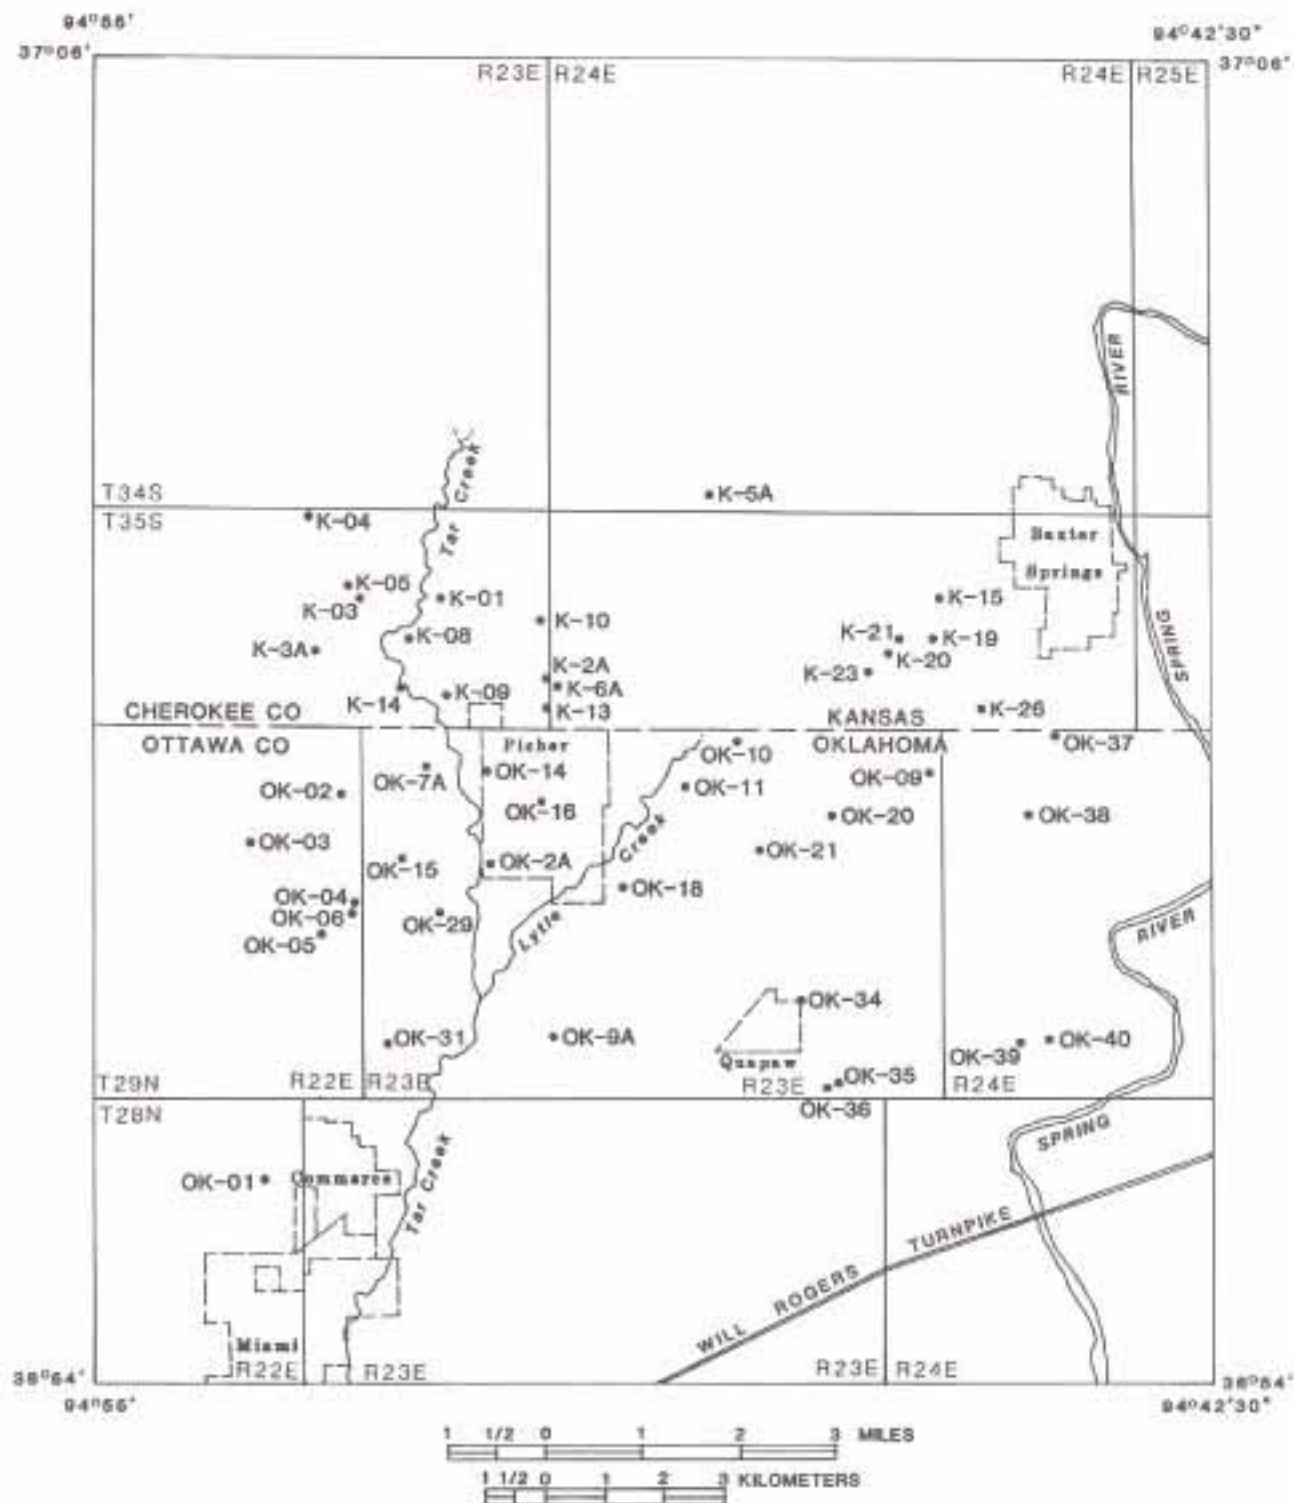 94°55'
94°42'30"
37°06'
R23E
R24E
R24E
R25E
37°06'
RIVER
Creek
K-5A
T34S
T35S
K-04
Tar
Baxter
Springs
K-05
K-03
K-01
K-15
K-10
K-08
K-21
K-19
K-3A
K-20
SPRING
K-2A
K-23
K-6A
K-14
K-09
K-13
K-26
CHEROKEE CO
KANSAS
OTTAWA CO
Picher
OKLAHOMA
OK-37
OK-10
OK-14
OK-7A
OK-09
OK-11
OK-02
OK-16
OK-20
OK-38
OK-03
Creek
OK-21
OK-15
OK-2A
OK-18
OK-04
OK-06
OK-29
Lytle
OK-05
RIVER
OK-34
OK-31
OK-9A
OK-40
OK-39
Quapaw
T29N
R22E
R23E
R23E
OK-35
R24E
T28N
OK-36
SPRING
OK-01
Commerce
Tar Creek
TURNPIKE
ROGERS
WILL
Miami
R22E
R23E
R23E
R24E
36°54'
36°54'
94°55'
94°42'30"
1 1/2 0 1 2 3 MILES
1 1/2 0 1 2 3 KILOMETERS